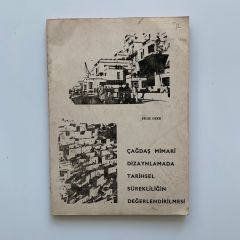 ÇAĞDAŞ MİMARİ
DİZAYNLAMADA
TARİHSEL
SÜREKLİLİĞİN
DEĞERLENDİRİLMESİ